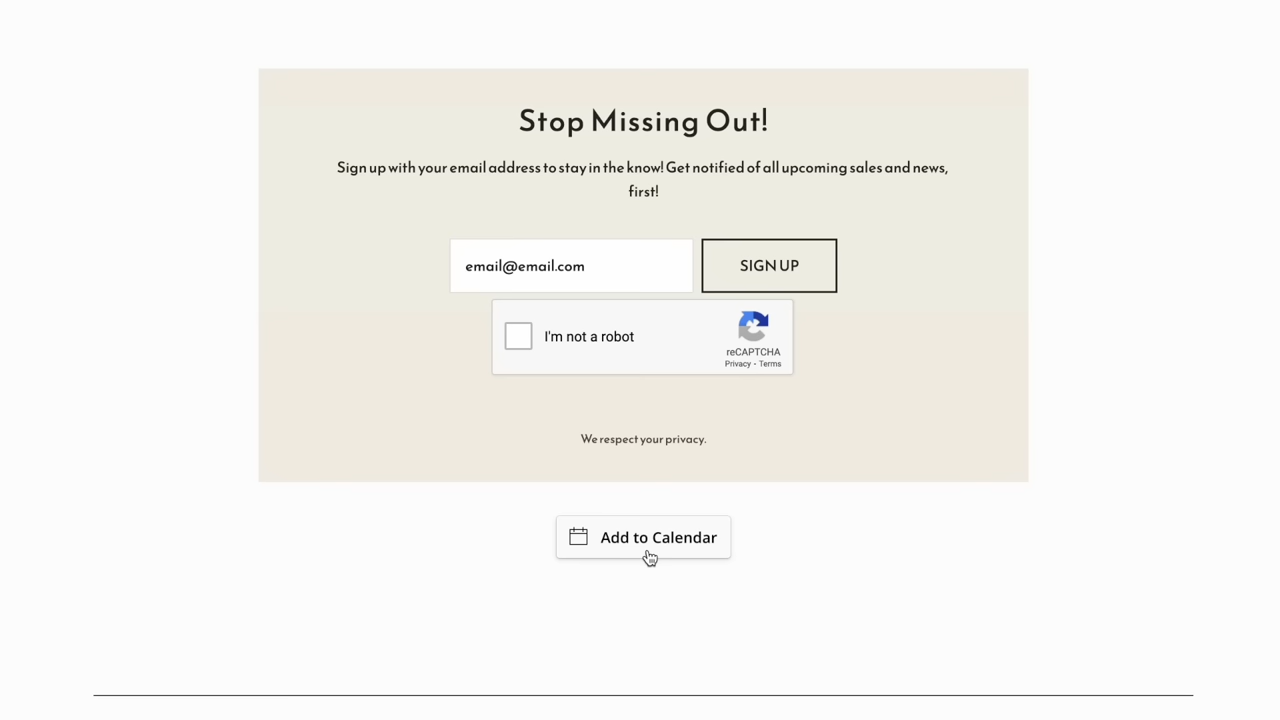 Stop Missing Out!
Sign up with your email address to stay in the know! Get notified of all upcoming sales and news,
first!
email@email.com
SIGN UP
I'm not a robot
reCAPTCHA
Privacy - Terms
We respect your privacy.
Add to Calendar